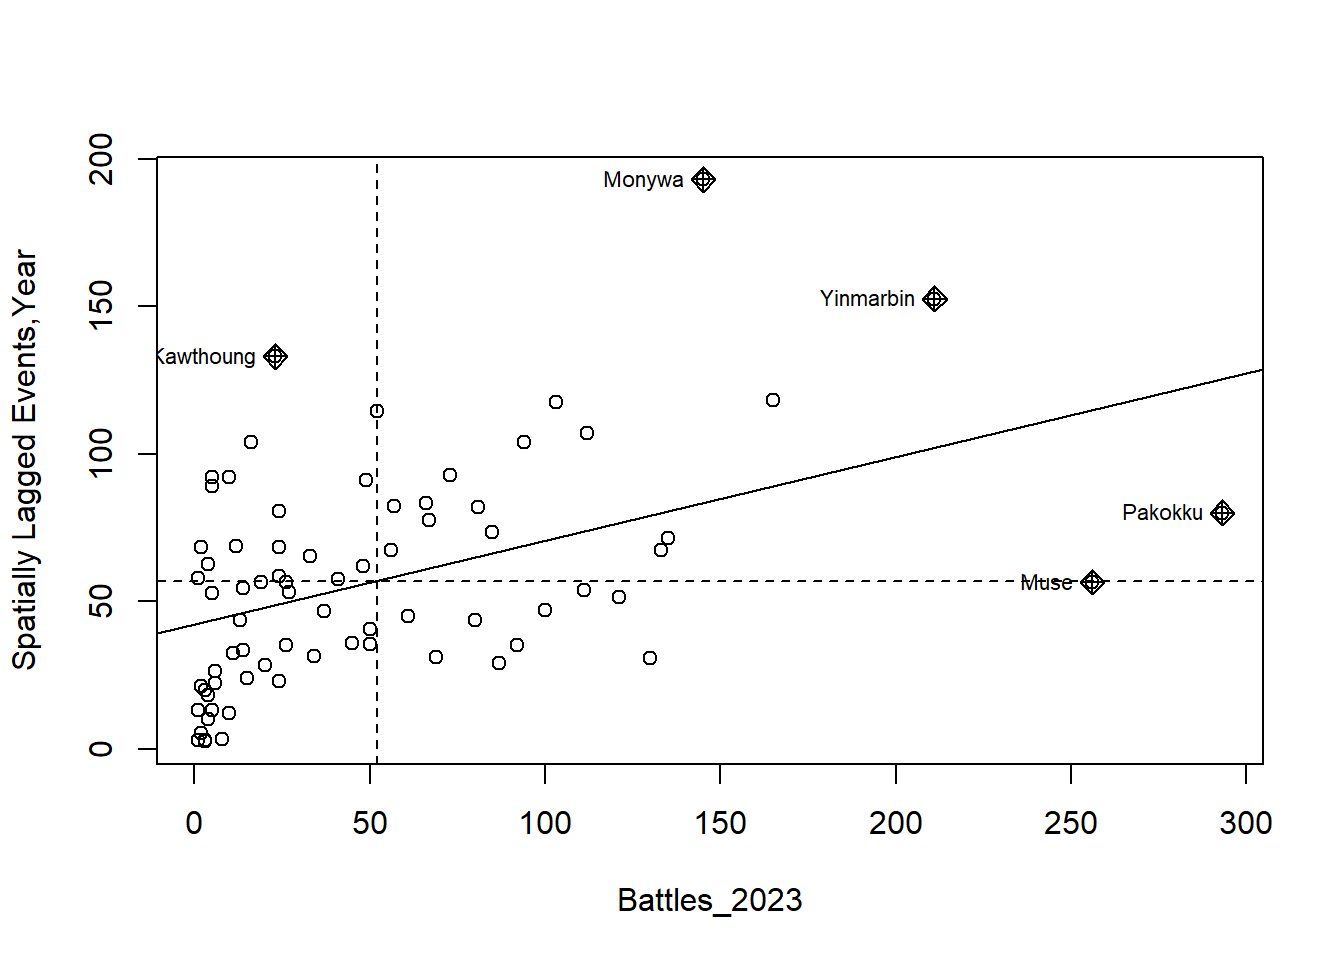 Spatially Lagged Events,Year
200
150
100
50
0
Monywa
Yinmarbin
Kawthoung
Pakokku
Muse
0 50 100 150 200 250 300
Battles_2023